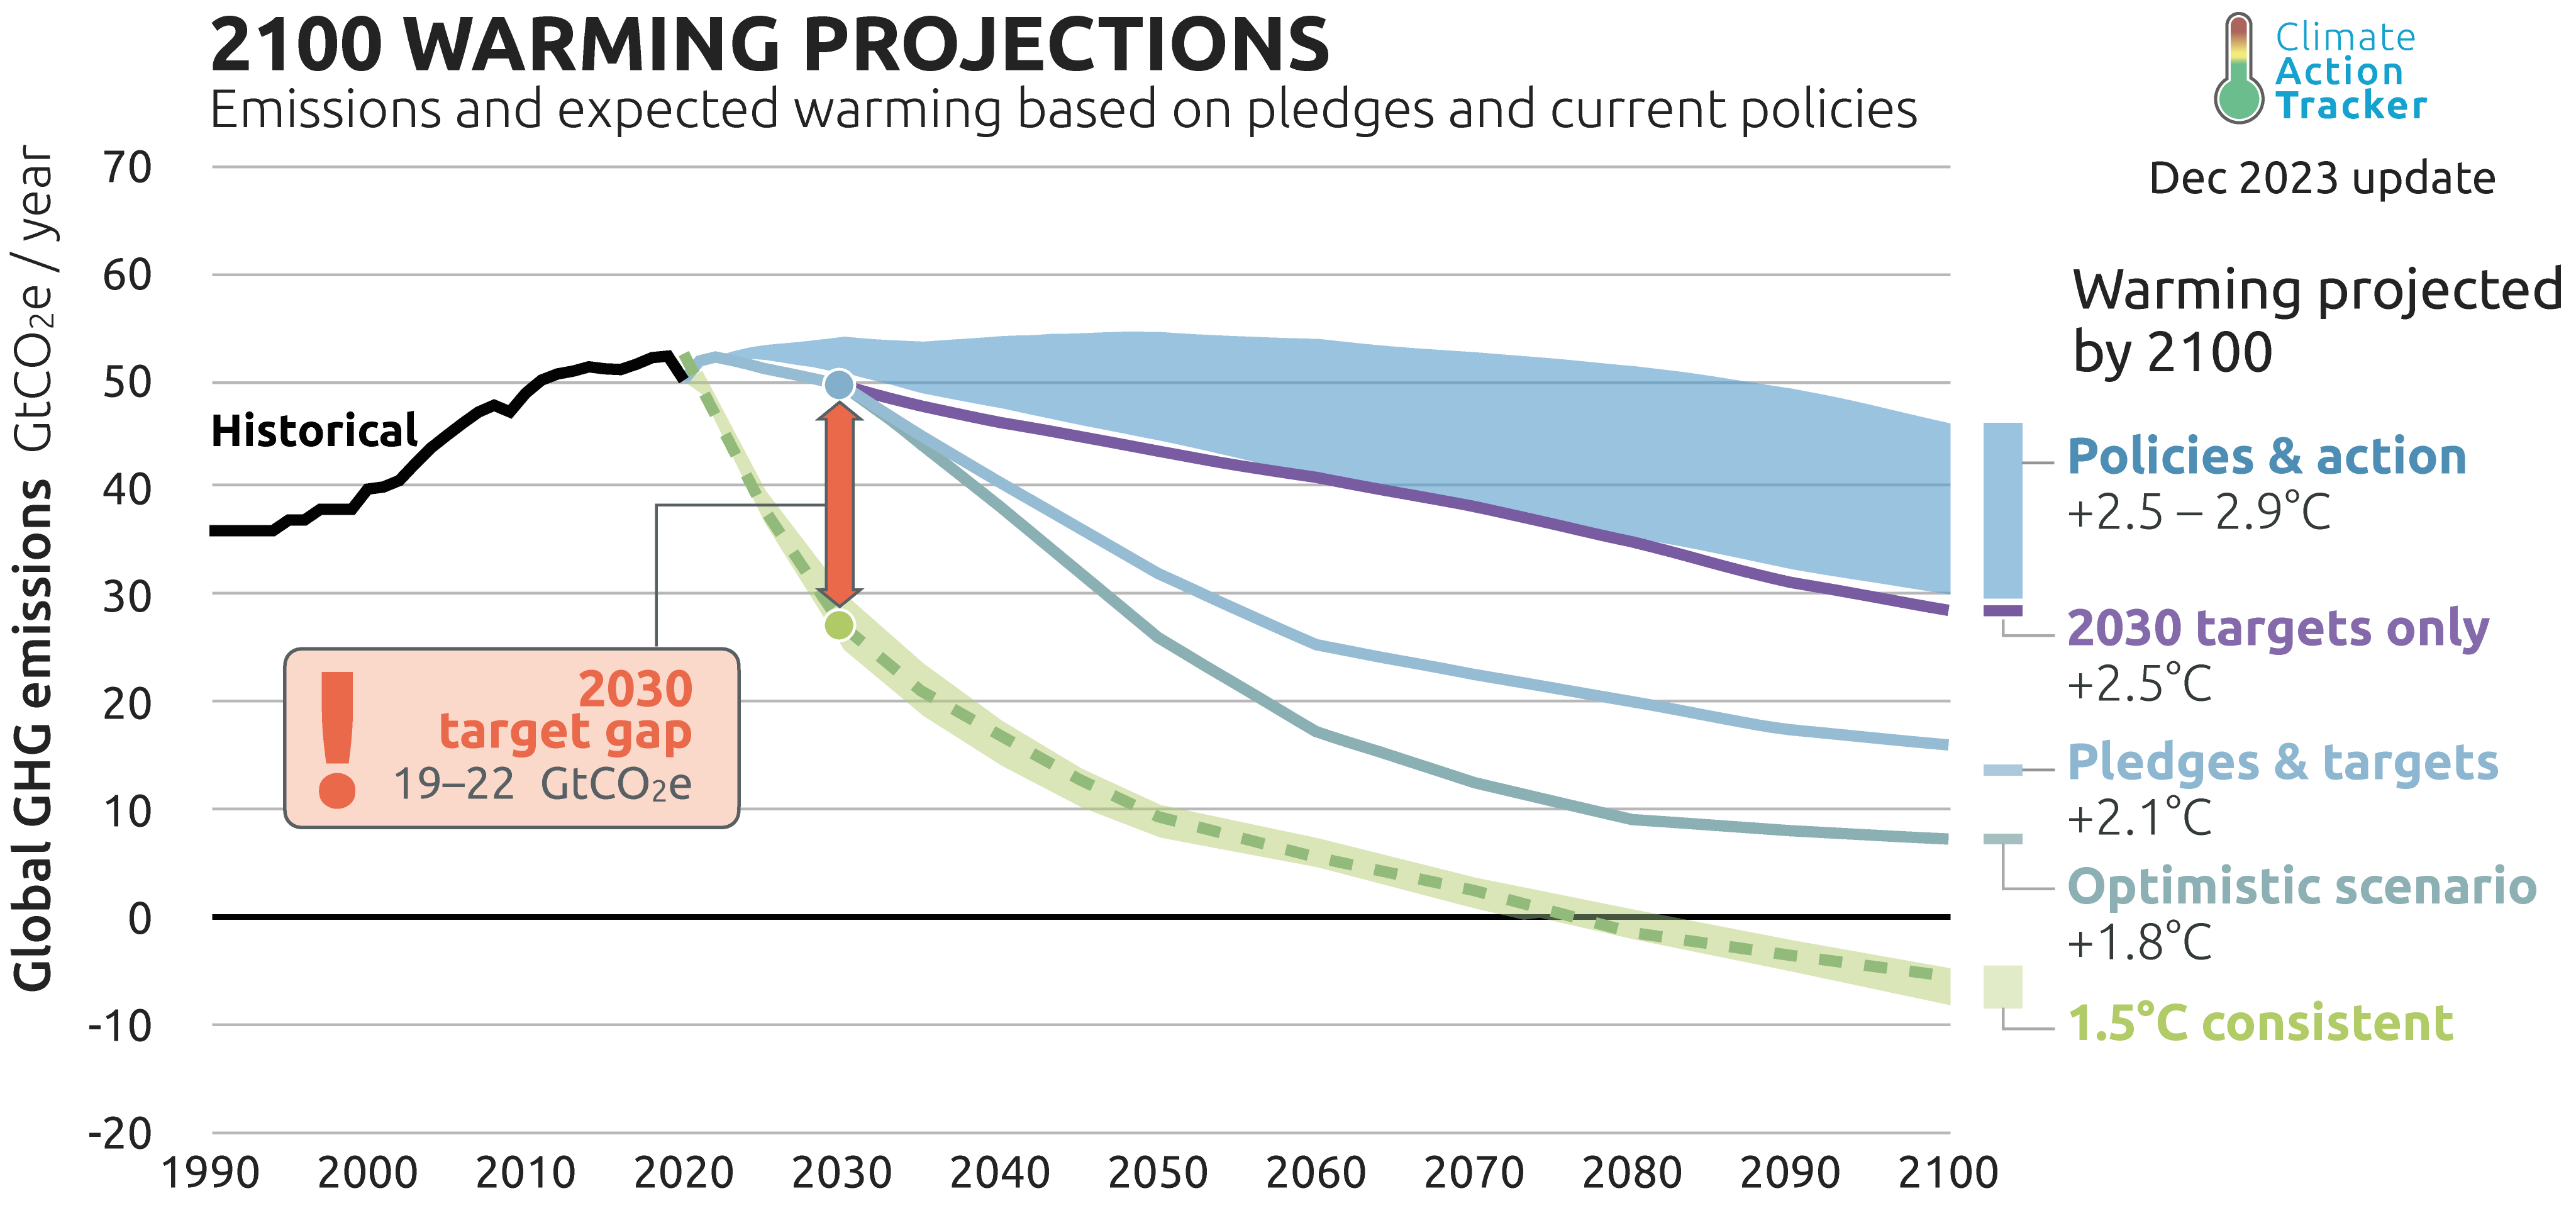 2100 WARMING PROJECTIONS
Emissions and expected warming based on pledges and current policies
Climate
Action
Tracker
Dec 2023 update
Global GHG emissions GtCO₂e / year
70
60
50
40
30
20
10
0
-10
-20
1990 2000 2010 2020 2030 2040 2050 2060 2070 2080 2090 2100
Historical
!
2030
target gap
19–22 GtCO₂e
Warming projected
by 2100
Policies & action
+2.5 – 2.9°C
2030 targets only
+2.5°C
Pledges & targets
+2.1°C
Optimistic scenario
+1.8°C
1.5°C consistent